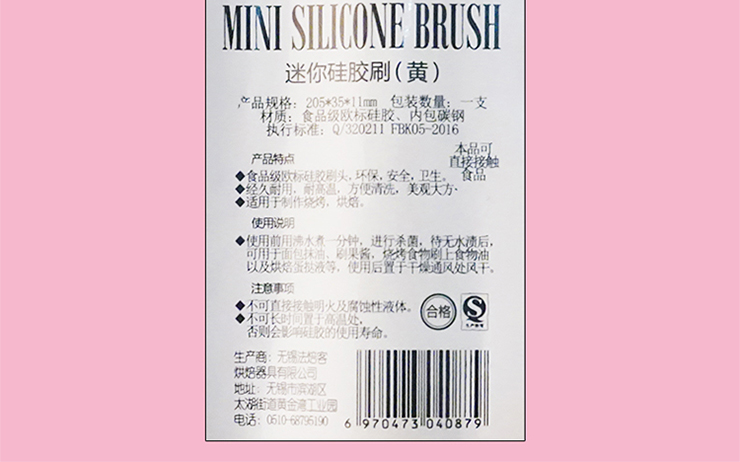 MINI SILICONE BRUSH
迷你硅胶刷(黄)
产品规格: 205*35*11mm 包装数量: 一支
材质: 食品级欧标硅胶、内包碳钢
执行标准: Q/320211 FBK05-2016
本品可
直接接触
食品
产品特点
◆食品级欧标硅胶刷头, 环保, 安全, 卫生。
◆经久耐用, 耐高温, 方便清洗, 美观大方·
◆适用于制作烧烤, 烘焙。
使用说明
◆使用前用沸水煮一分钟, 进行杀菌, 待无水渍后,
可用于面包抹油、刷果酱, 烧烤食物刷上食物油
以及烘焙蛋挞液等, 使用后置于干燥通风处风干。
注意事项
◆不可直接接触明火及腐蚀性液体。
◆不可长时间置于高温处,
否则会影响硅胶的使用寿命。
合格
生产商: 无锡法焙客
烘焙器具有限公司
地址: 无锡市滨湖区
太湖街道黄金湾工业园
电话: 0510-68795190
6 970473 040879